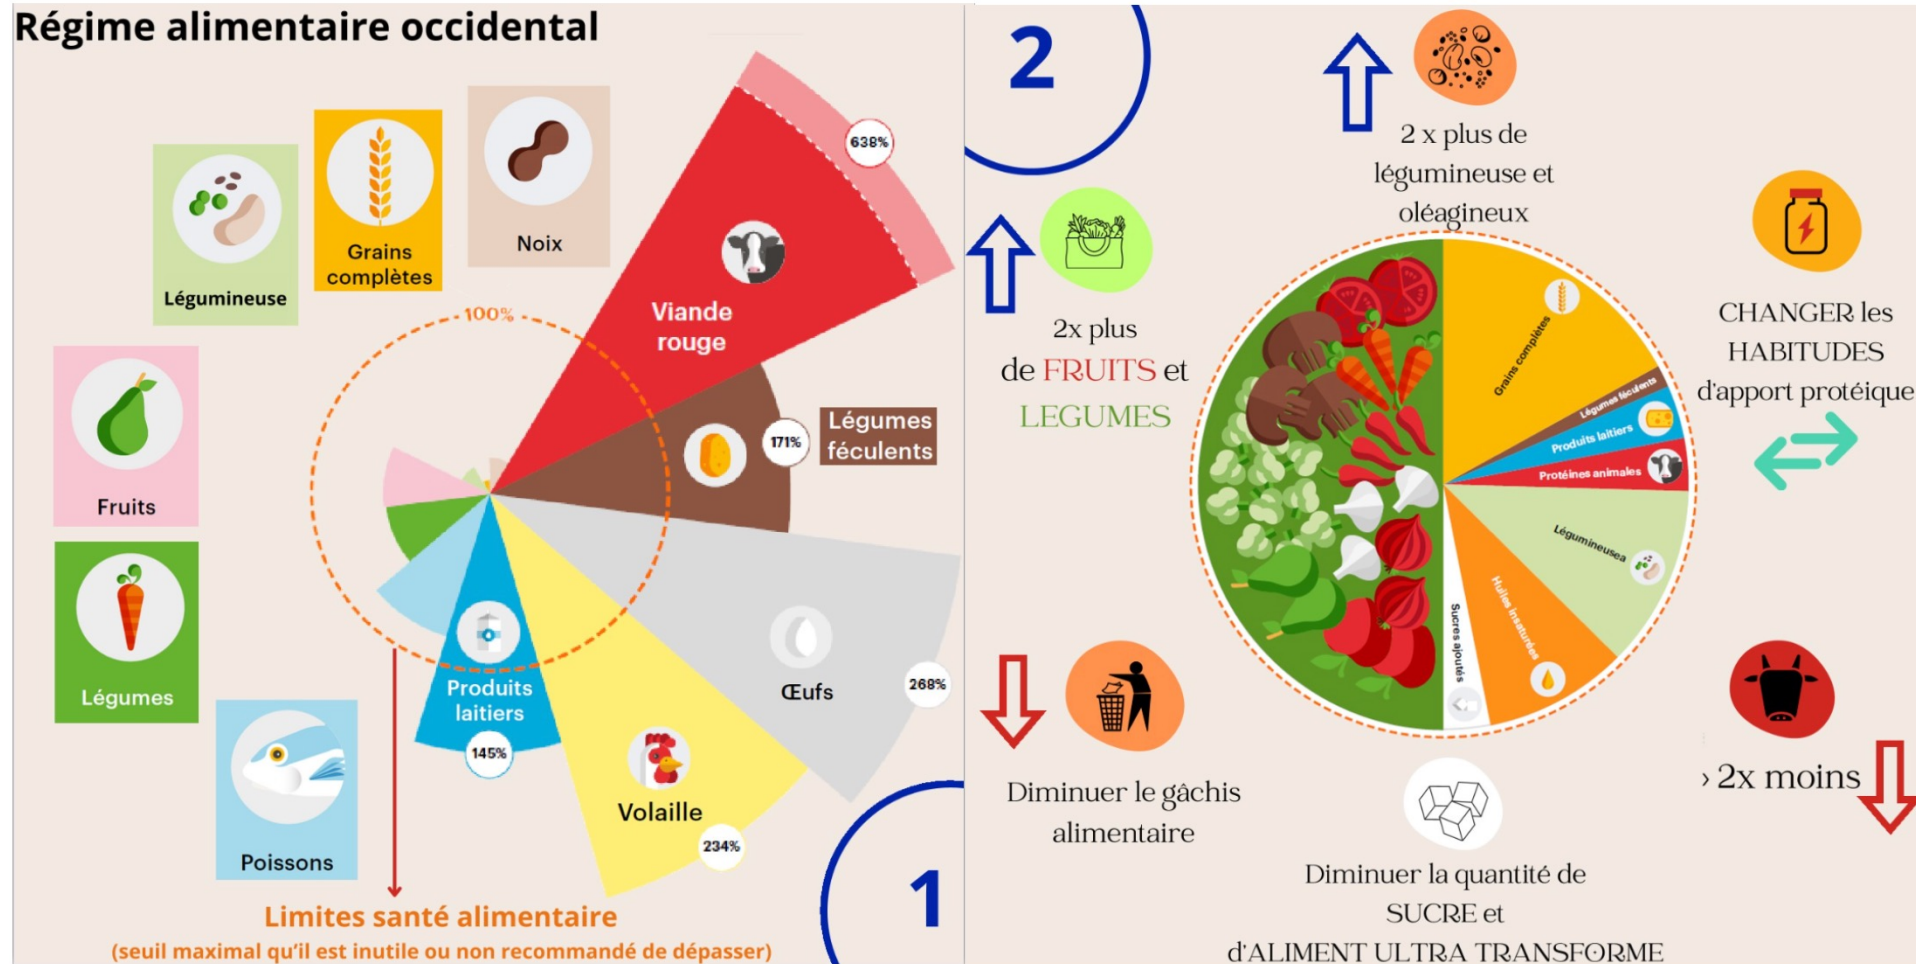 Régime alimentaire occidental
638%
Noix
Grains
complètes
Légumineuse
100%
Viande
rouge
Fruits
171%
Légumes
féculents
Légumes
Produits
laitiers
145%
Œufs
268%
Volaille
234%
Poissons
1
Limites santé alimentaire
(seuil maximal qu'il est inutile ou non recommandé de dépasser)
2
2 x plus de
légumineuse et
oléagineux
2x plus
de FRUITS et
LEGUMES
CHANGER les
HABITUDES
d'apport protéique
Grains complètes
Légumes féculents
Produits laitiers
Protéines animales
Légumineusea
Huiles insaturées
Sucres ajoutés
Diminuer le gâchis
alimentaire
› 2x moins
Diminuer la quantité de
SUCRE et
d'ALIMENT ULTRA TRANSFORME